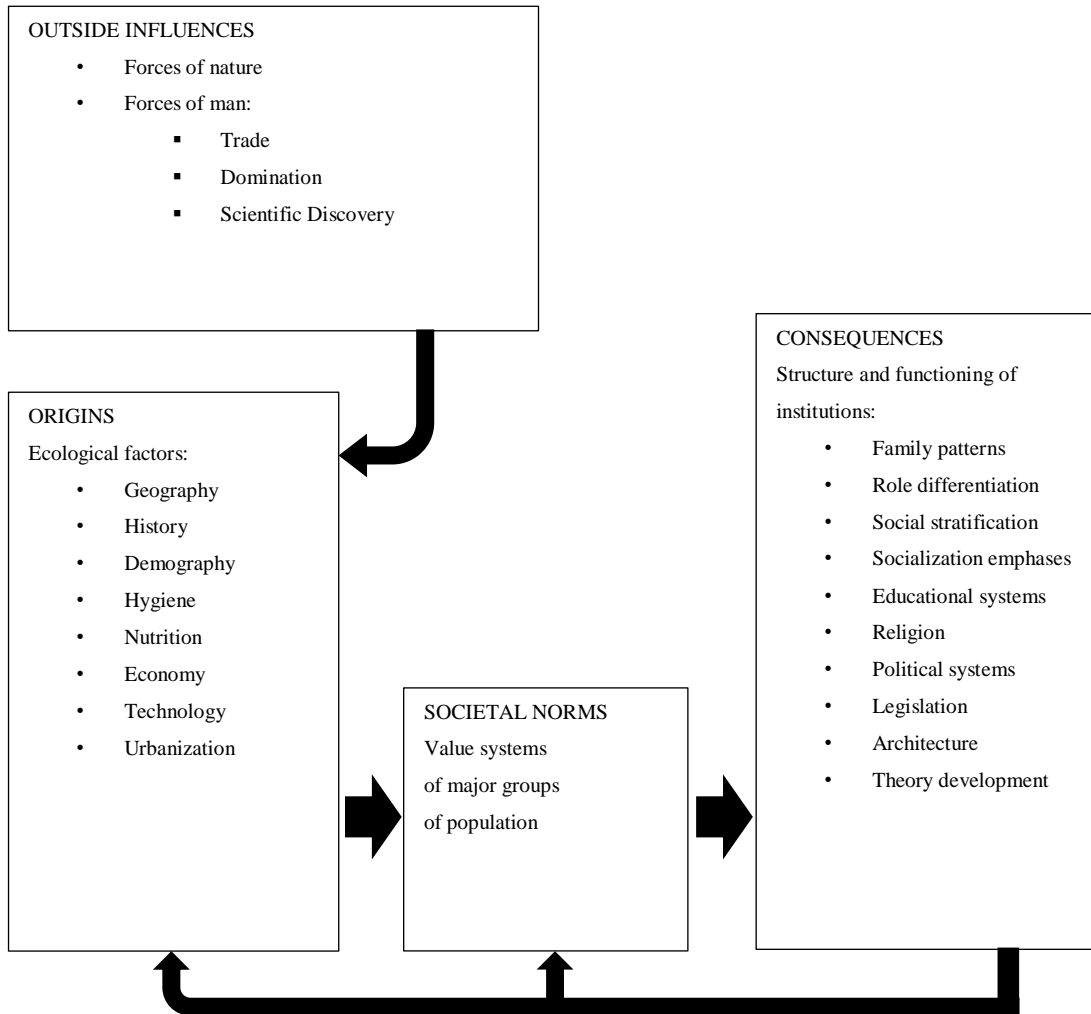 OUTSIDE INFLUENCES
• Forces of nature
• Forces of man:
▪ Trade
▪ Domination
▪ Scientific Discovery
ORIGINS
Ecological factors:
• Geography
• History
• Demography
• Hygiene
• Nutrition
• Economy
• Technology
• Urbanization
SOCIETAL NORMS
Value systems
of major groups
of population
CONSEQUENCES
Structure and functioning of
institutions:
• Family patterns
• Role differentiation
• Social stratification
• Socialization emphases
• Educational systems
• Religion
• Political systems
• Legislation
• Architecture
• Theory development